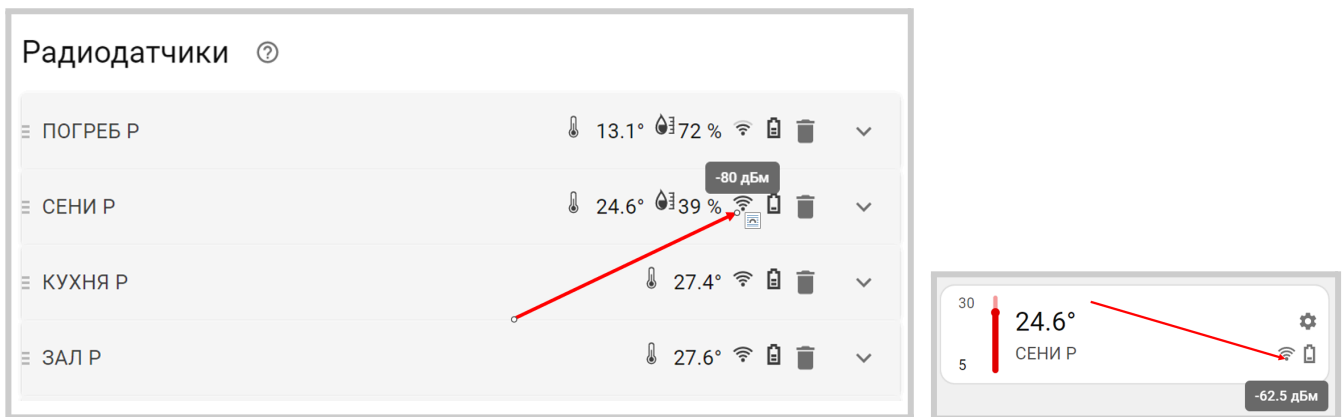 Радиодатчики ?
ПОГРЕБ Р 13.1° 72 %
-80 дБм
СЕНИ Р 24.6° 39 %
КУХНЯ Р 27.4°
ЗАЛ Р 27.6°
30
24.6°
СЕНИ Р
5
-62.5 дБм